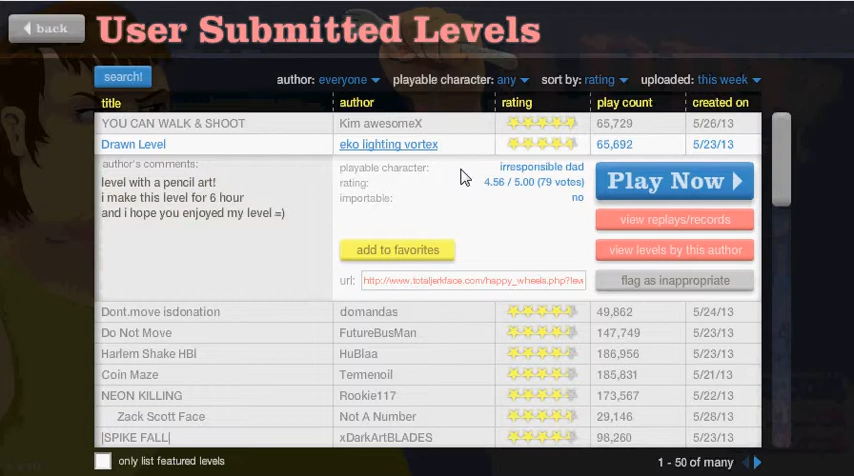 back
User Submitted Levels
search!
author: everyone playable character: any sort by: rating uploaded: this week
title author rating play count created on
YOU CAN WALK & SHOOT Kim awesomeX 65,729 5/26/13
Drawn Level eko lighting vortex 65,692 5/23/13
author's comments:
level with a pencil art!
i make this level for 6 hour
and i hope you enjoyed my level =)
playable character: irresponsible dad
rating: 4.56 / 5.00 (79 votes)
importable: no
Play Now
view replays/records
add to favorites
view levels by this author
url: http://www.totaljerkface.com/happy_wheels.php?lev
flag as inappropriate
Dont.move isdonation domandas 49,862 5/24/13
Do Not Move FutureBusMan 147,749 5/23/13
Harlem Shake HBI HuBlaa 186,956 5/23/13
Coin Maze Termenoil 185,831 5/21/13
NEON KILLING Rookie117 173,567 5/22/13
Zack Scott Face Not A Number 29,146 5/28/13
|SPIKE FALL| xDarkArtBLADES 98,260 5/23/13
only list featured levels
1 - 50 of many